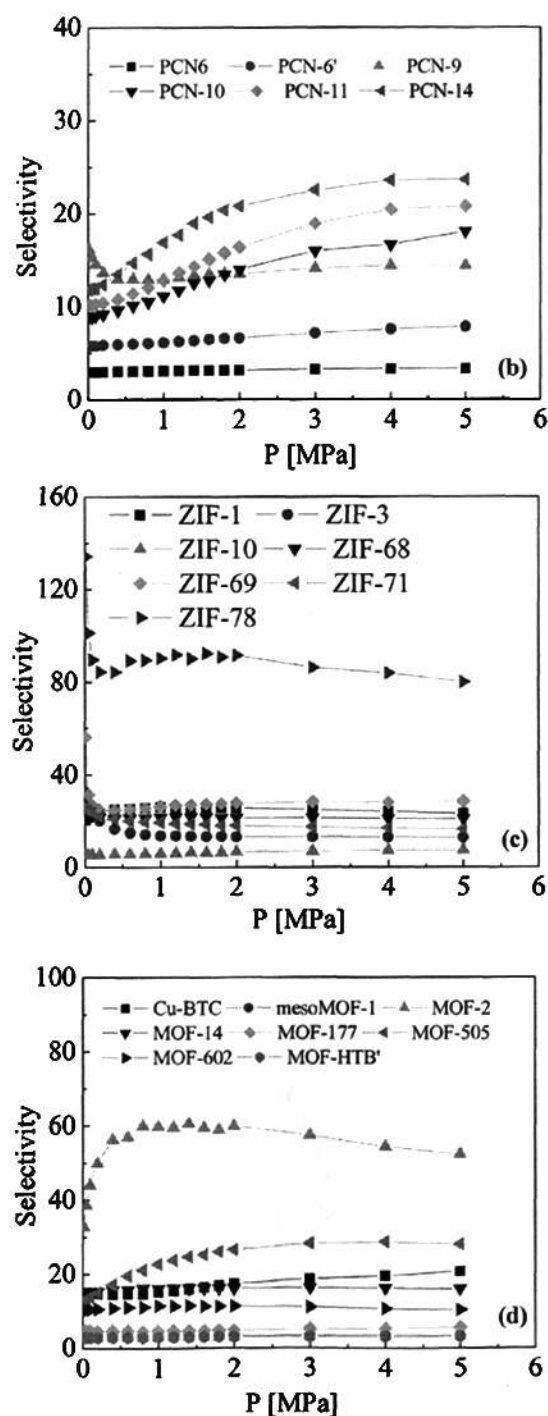 40
30
20
10
0
Selectivity
PCN6 PCN-6' PCN-9
PCN-10 PCN-11 PCN-14
(b)
0 1 2 3 4 5 6
P [MPa]
160
120
80
40
0
Selectivity
ZIF-1 ZIF-3
ZIF-10 ZIF-68
ZIF-69 ZIF-71
ZIF-78
(c)
0 1 2 3 4 5 6
P [MPa]
100
80
60
40
20
0
Selectivity
Cu-BTC mesoMOF-1 MOF-2
MOF-14 MOF-177 MOF-505
MOF-602 MOF-HTB'
(d)
0 1 2 3 4 5 6
P [MPa]